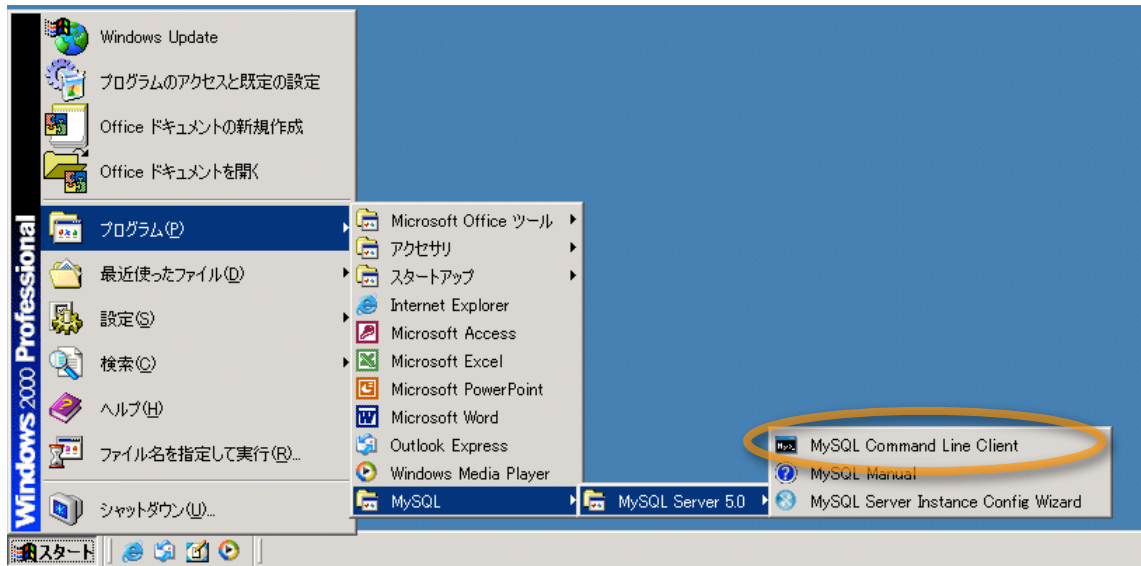 Windows 2000 Professional
Windows Update
プログラムのアクセスと既定の設定
Office ドキュメントの新規作成
Office ドキュメントを開く
プログラム(P)
最近使ったファイル(D)
設定(S)
検索(C)
ヘルプ(H)
ファイル名を指定して実行(R)...
シャットダウン(U)...
Microsoft Office ツール
アクセサリ
スタートアップ
Internet Explorer
Microsoft Access
Microsoft Excel
Microsoft PowerPoint
Microsoft Word
Outlook Express
Windows Media Player
MySQL
MySQL Server 5.0
MySQL Command Line Client
MySQL Manual
MySQL Server Instance Config Wizard
スタート